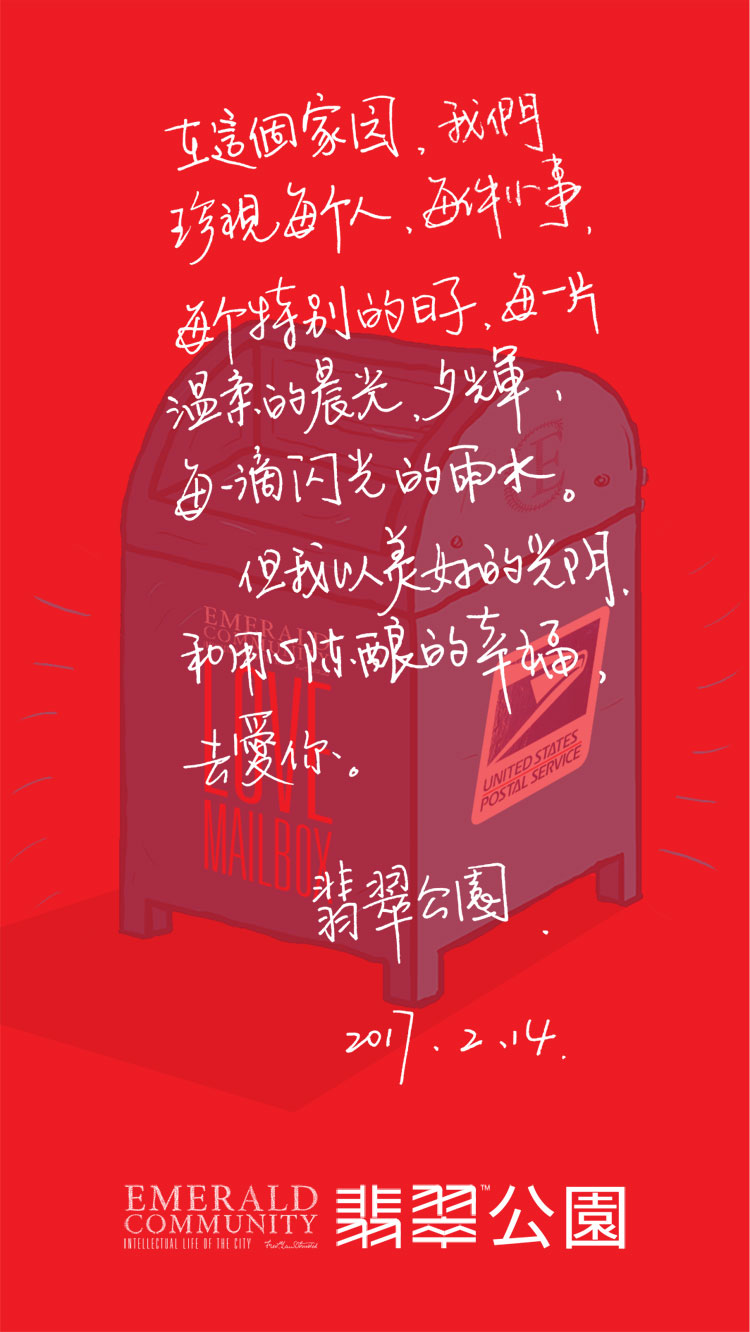 在這個家园，我們
珍視每个人、每件小事、
每个特别的日子、每一片
温柔的晨光、夕輝，
每一滴闪光的雨水。
但我以美好的光阴、
和用心陈酿的幸福，
去愛你。
翡翠公園.
2017.2.14.
E
EMERALD
COMMUNITY
LOVE
MAILBOX
UNITED STATES
POSTAL SERVICE
EMERALD
COMMUNITY
INTELLECTUAL LIFE OF THE CITY
翡翠™公園